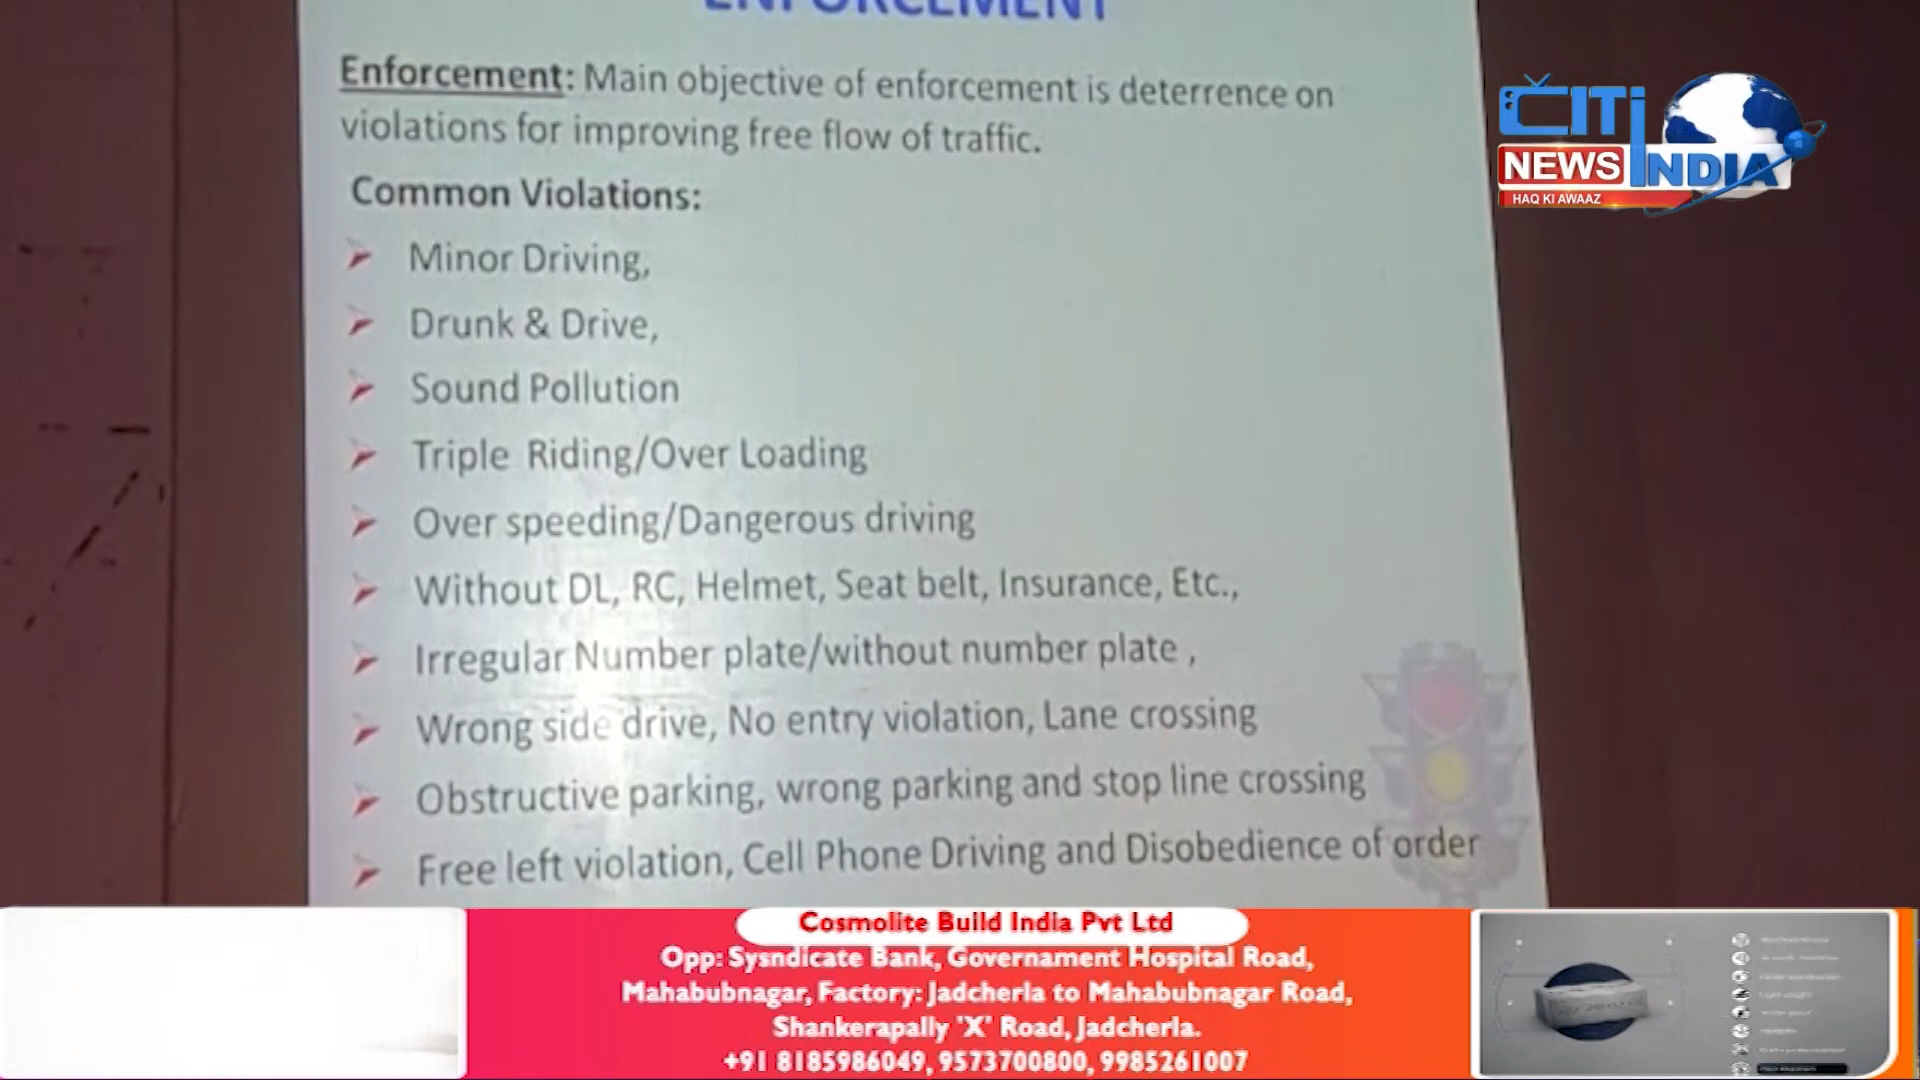 ENFORCEMENT
Enforcement: Main objective of enforcement is deterrence on
violations for improving free flow of traffic.
Common Violations:
Minor Driving,
Drunk & Drive,
Sound Pollution
Triple Riding/Over Loading
Over speeding/Dangerous driving
Without DL, RC, Helmet, Seat belt, Insurance, Etc.,
Irregular Number plate/without number plate ,
Wrong side drive, No entry violation, Lane crossing
Obstructive parking, wrong parking and stop line crossing
Free left violation, Cell Phone Driving and Disobedience of order
CITI
NEWS INDIA
HAQ KI AWAAZ
Cosmolite Build India Pvt Ltd
Opp: Sysndicate Bank, Governament Hospital Road,
Mahabubnagar, Factory: Jadcherla to Mahabubnagar Road,
Shankerapally 'X' Road, Jadcherla.
+91 8185986049, 9573700800, 9985261007